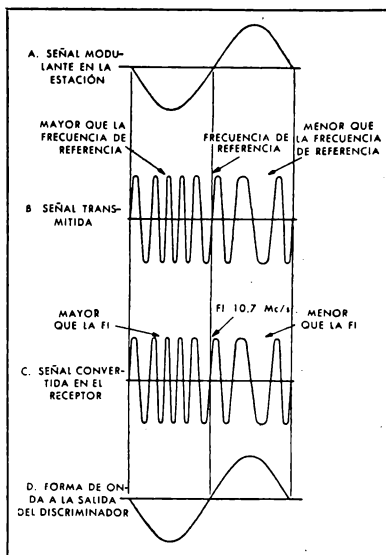 A. SEÑAL MODU-
LANTE EN LA
ESTACIÓN
MAYOR QUE LA
FRECUENCIA DE
REFERENCIA
FRECUENCIA DE
REFERENCIA
MENOR QUE
LA FRECUENCIA
DE REFERENCIA
B SEÑAL TRANS-
MITIDA
MAYOR
QUE LA FI
FI 10,7 Mc/s
MENOR
QUE LA FI
C. SEÑAL CONVER-
TIDA EN EL
RECEPTOR
D. FORMA DE ON-
DA A LA SALIDA
DEL DISCRIMINADOR